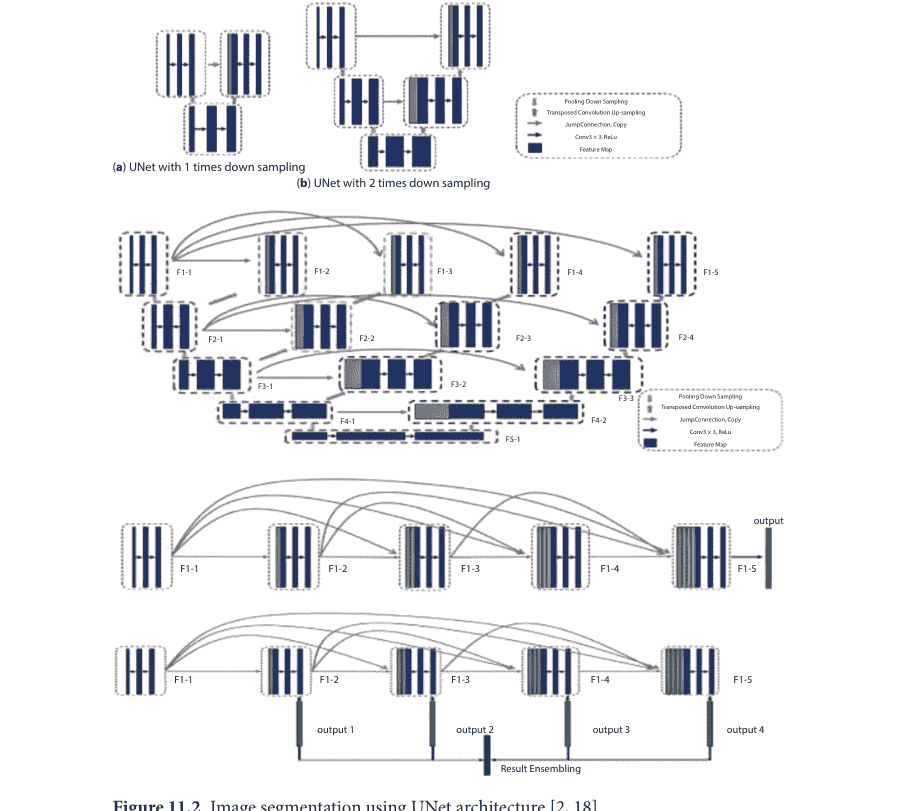 Pooling Down Sampling
Transposed Convolution Up-sampling
JumpConnection, Copy
Conv3 × 3, ReLu
Feature Map
(a) UNet with 1 times down sampling
(b) UNet with 2 times down sampling
F1-1
F1-2
F1-3
F1-4
F1-5
F2-1
F2-2
F2-3
F2-4
F3-1
F3-2
F3-3
Pooling Down Sampling
Transposed Convolution Up-sampling
JumpConnection, Copy
Conv3 × 3, ReLu
Feature Map
F4-1
F4-2
F5-1
output
F1-1
F1-2
F1-3
F1-4
F1-5
F1-1
F1-2
F1-3
F1-4
F1-5
output 1
output 2
output 3
output 4
Result Ensembling
Figure 11.2 Image segmentation using UNet architecture [2, 18]